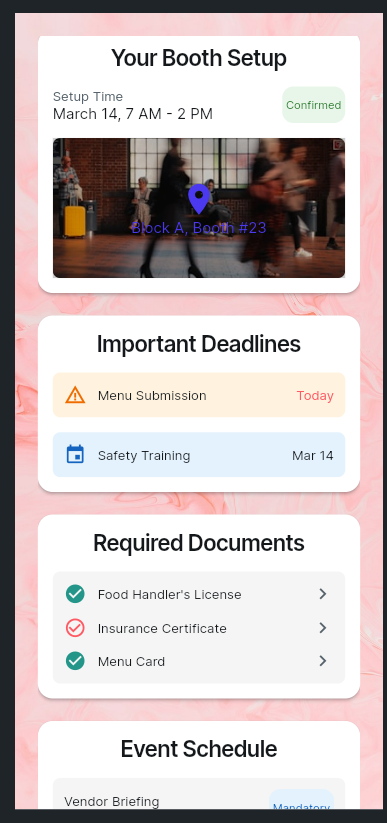 Your Booth Setup
Setup Time
March 14, 7 AM - 2 PM
Confirmed
Block A, Booth #23
Important Deadlines
Menu Submission
Today
Safety Training
Mar 14
Required Documents
Food Handler's License
Insurance Certificate
Menu Card
Event Schedule
Vendor Briefing
Mandatory